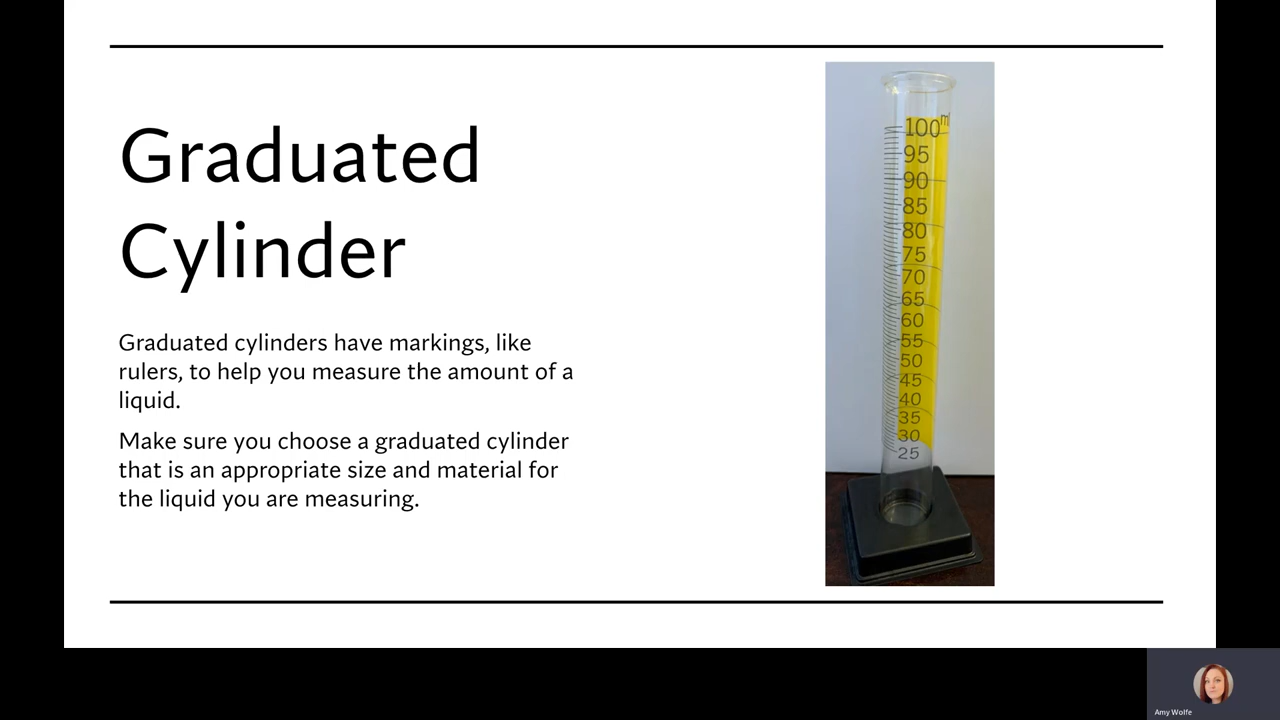 Graduated
Cylinder
Graduated cylinders have markings, like
rulers, to help you measure the amount of a
liquid.
Make sure you choose a graduated cylinder
that is an appropriate size and material for
the liquid you are measuring.
100 ml
95
90
85
80
75
70
65
60
55
50
45
40
35
30
25
Amy Wolfe